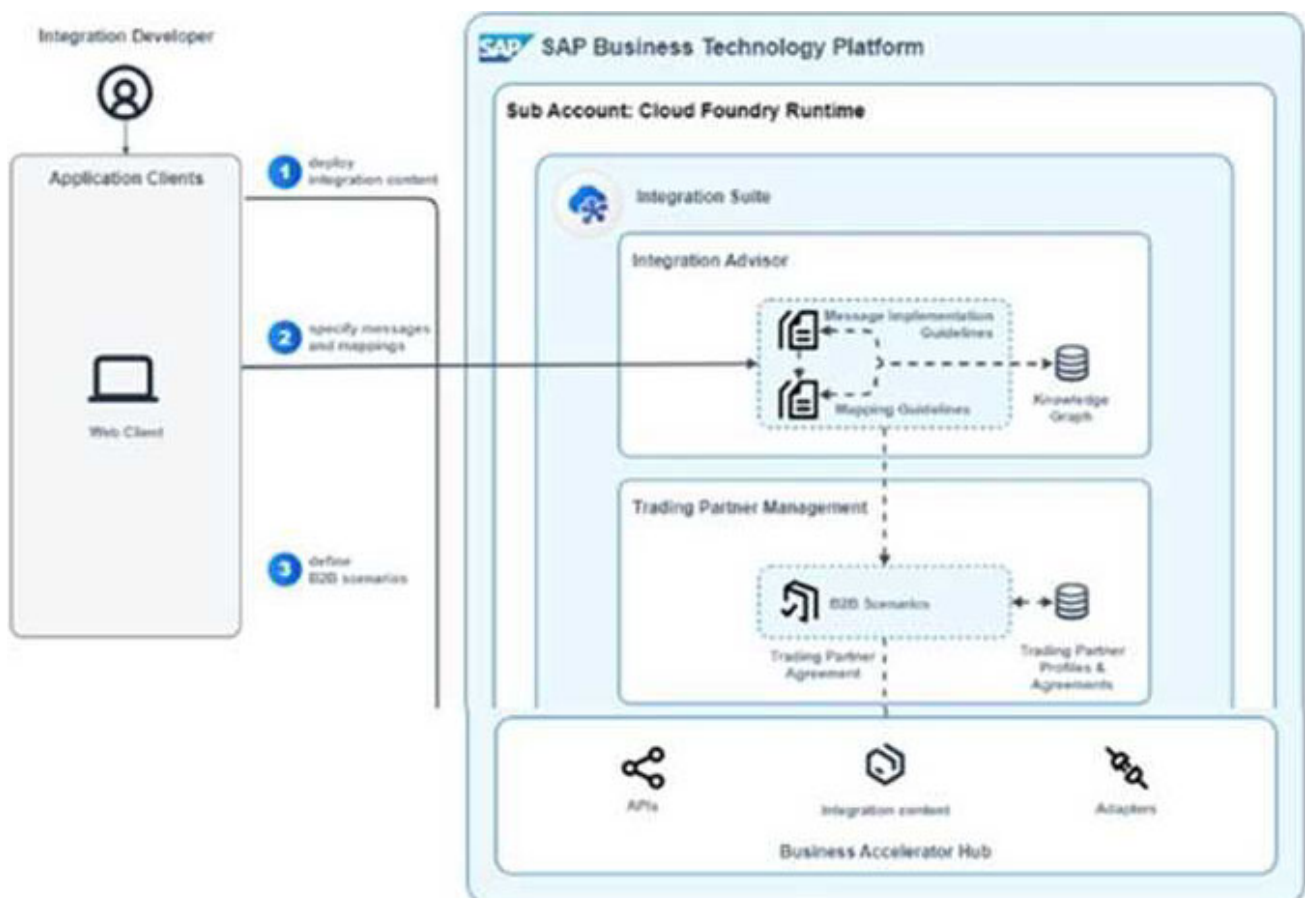 Integration Developer
SAP SAP Business Technology Platform
Sub Account: Cloud Foundry Runtime
Application Clients
1 deploy
integration content
Integration Suite
Integration Advisor
2 specify messages
and mappings
Message Implementation
Guidelines
Mapping Guidelines
Knowledge
Graph
Web Client
Trading Partner Management
3 define
B2B scenarios
B2B Scenarios
Trading Partner
Agreement
Trading Partner
Profiles &
Agreements
APIs
Integration content
Adapters
Business Accelerator Hub